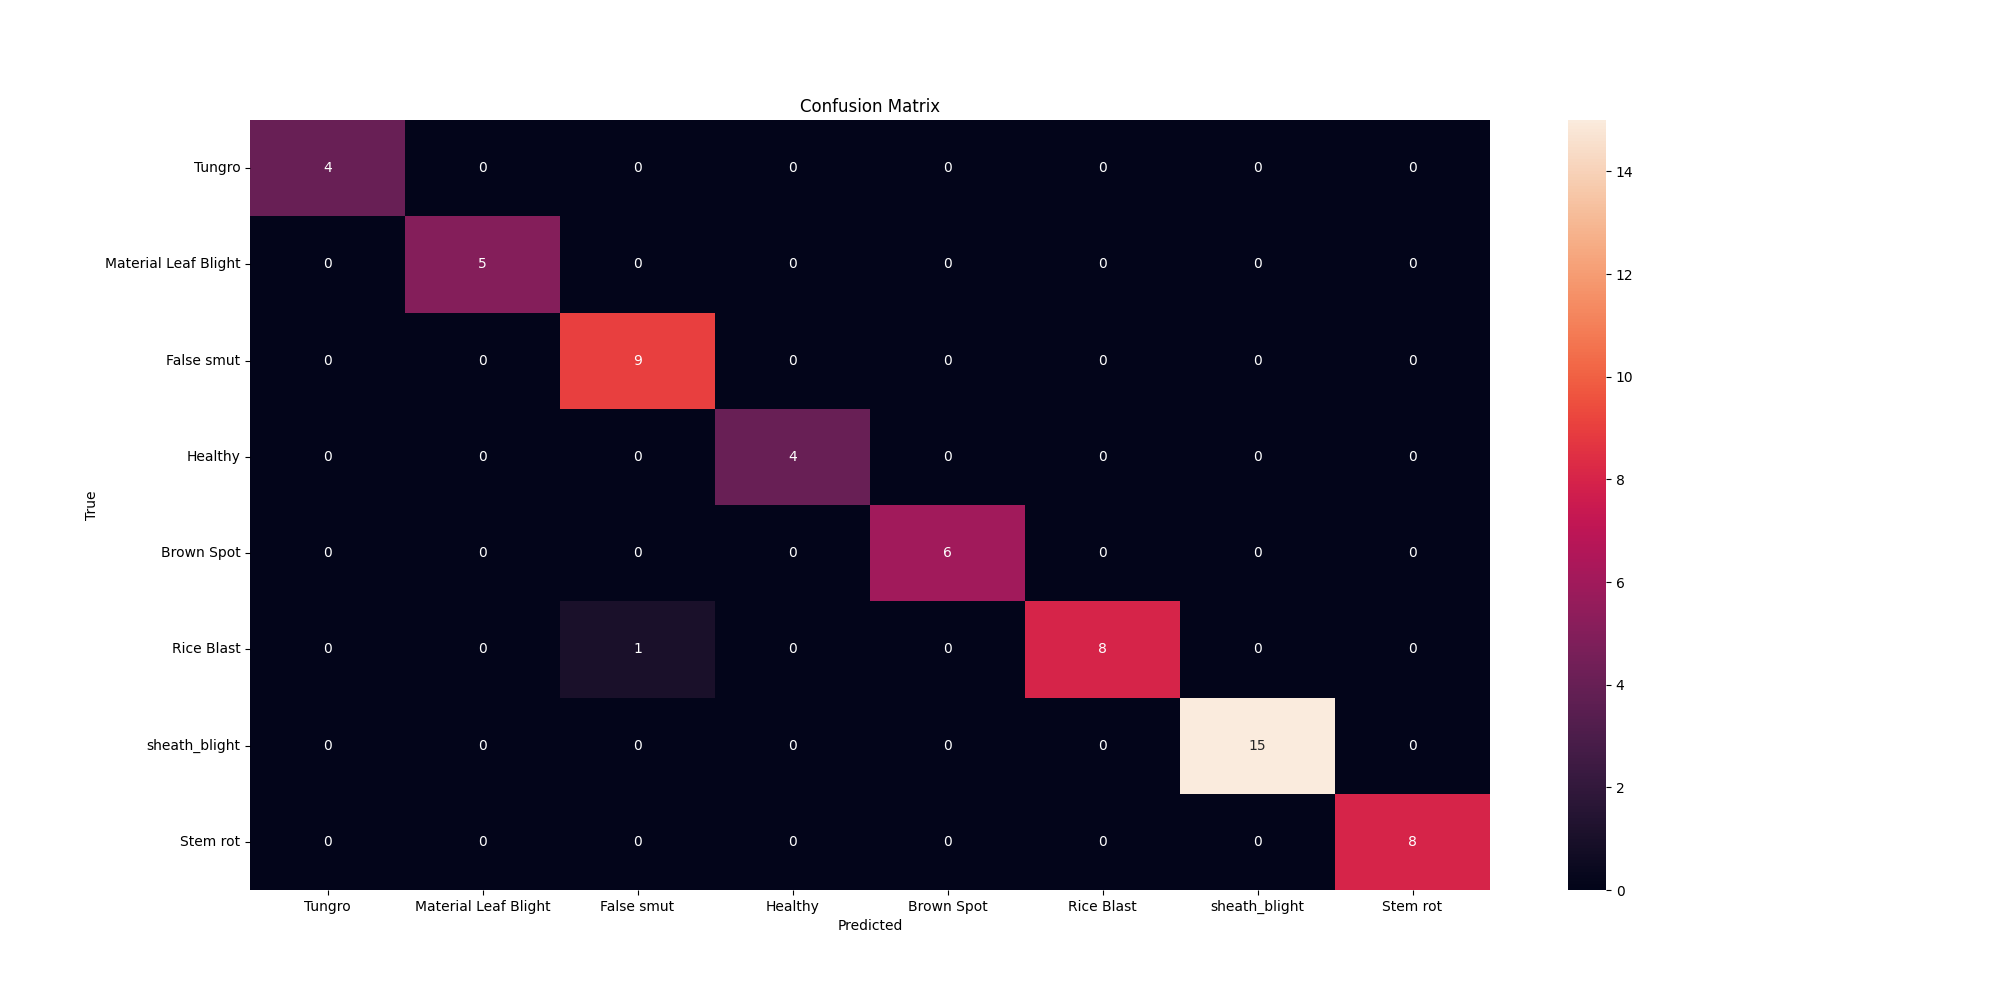 Confusion Matrix
Tungro 4 0 0 0 0 0 0 0
Material Leaf Blight 0 5 0 0 0 0 0 0
False smut 0 0 9 0 0 0 0 0
Healthy 0 0 0 4 0 0 0 0
Brown Spot 0 0 0 0 6 0 0 0
Rice Blast 0 0 1 0 0 8 0 0
sheath_blight 0 0 0 0 0 0 15 0
Stem rot 0 0 0 0 0 0 0 8
True
Tungro Material Leaf Blight False smut Healthy Brown Spot Rice Blast sheath_blight Stem rot
Predicted
14
12
10
8
6
4
2
0